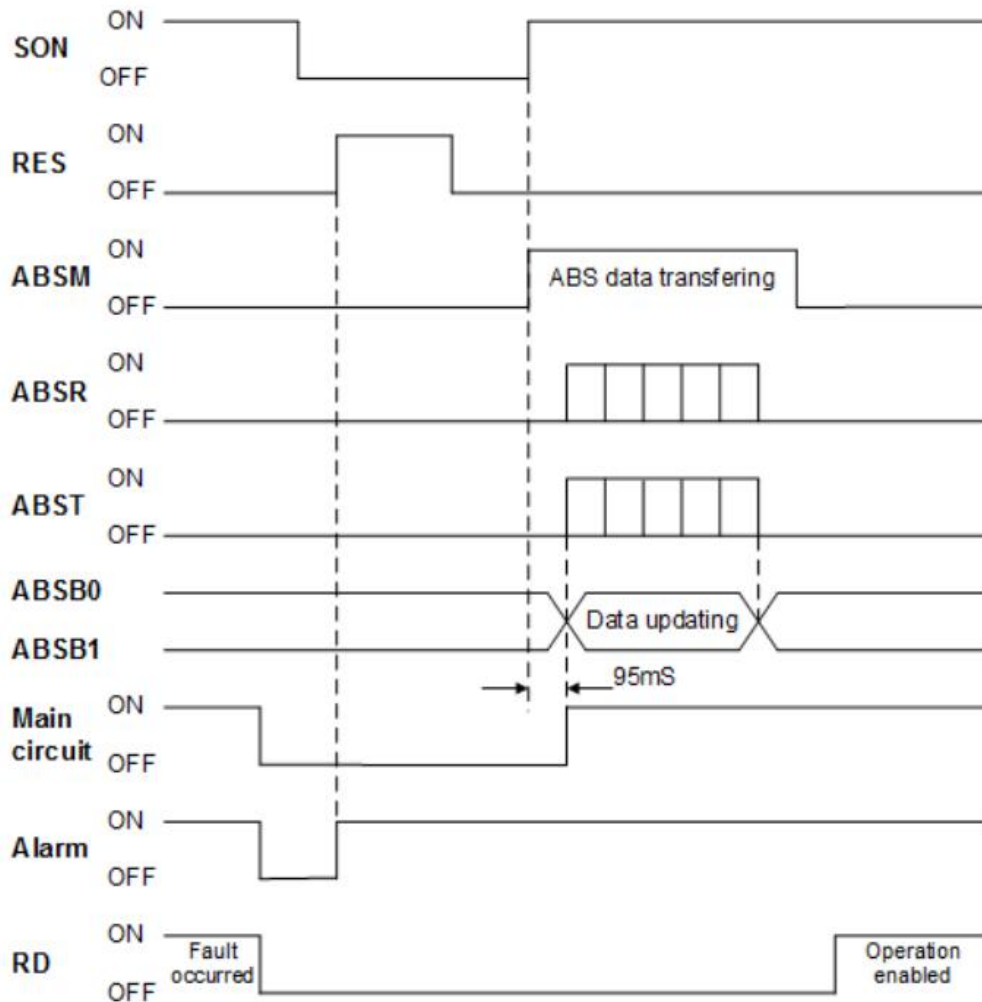 ON
SON
OFF
ON
RES
OFF
ON
ABSM
ABS data transfering
OFF
ON
ABSR
OFF
ON
ABST
OFF
ABSB0
Data updating
ABSB1
95mS
ON
Main
circuit
OFF
ON
Alarm
OFF
ON
RD
Fault
occurred
Operation
enabled
OFF